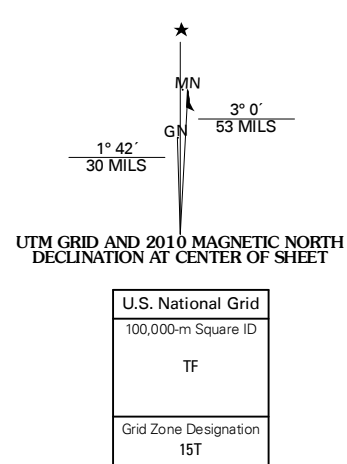 ★
MN
3° 0´
53 MILS
GN
1° 42´
30 MILS
UTM GRID AND 2010 MAGNETIC NORTH
DECLINATION AT CENTER OF SHEET
U.S. National Grid
100,000-m Square ID
TF
Grid Zone Designation
15T